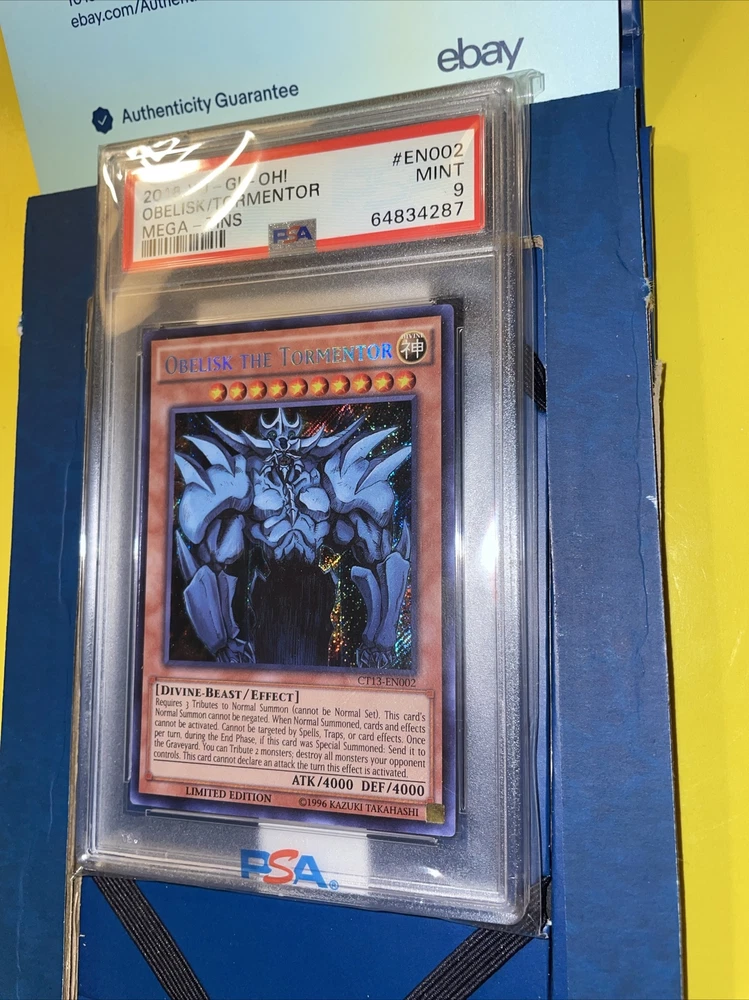 ebay.com/Authenti
ebay
Authenticity Guarantee
-OH!
OBELISK/TORMENTOR
MEGA
#EN002
MINT
9
64834287
PSA
OBELISK THE TORMENTOR
DIVINE
神
CT13-EN002
[DIVINE-BEAST/EFFECT]
Requires 3 Tributes to Normal Summon (cannot be Normal Set). This card's
Normal Summon cannot be negated. When Normal Summoned, cards and effects
cannot be activated. Cannot be targeted by Spells, Traps, or card effects. Once
per turn, during the End Phase, if this card was Special Summoned: Send it to
the Graveyard. You can Tribute 2 monsters; destroy all monsters your opponent
controls. This card cannot declare an attack the turn this effect is activated.
ATK/4000 DEF/4000
LIMITED EDITION
©1996 KAZUKI TAKAHASHI
PSA®